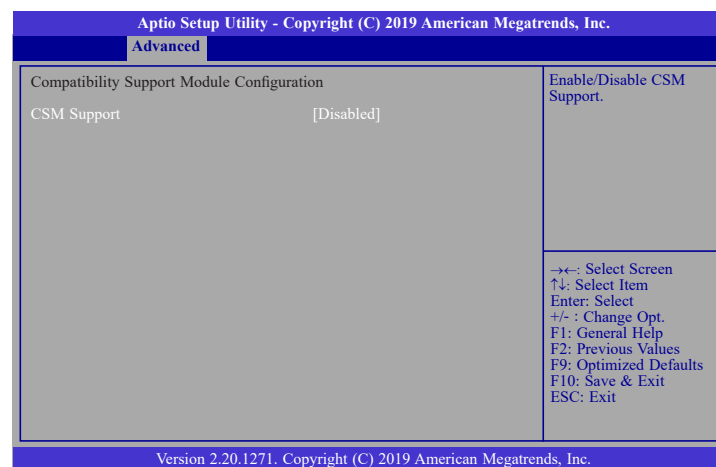 Aptio Setup Utility - Copyright (C) 2019 American Megatrends, Inc.
Advanced
Compatibility Support Module Configuration
CSM Support [Disabled]
Enable/Disable CSM
Support.
→←: Select Screen
↑↓: Select Item
Enter: Select
+/- : Change Opt.
F1: General Help
F2: Previous Values
F9: Optimized Defaults
F10: Save & Exit
ESC: Exit
Version 2.20.1271. Copyright (C) 2019 American Megatrends, Inc.